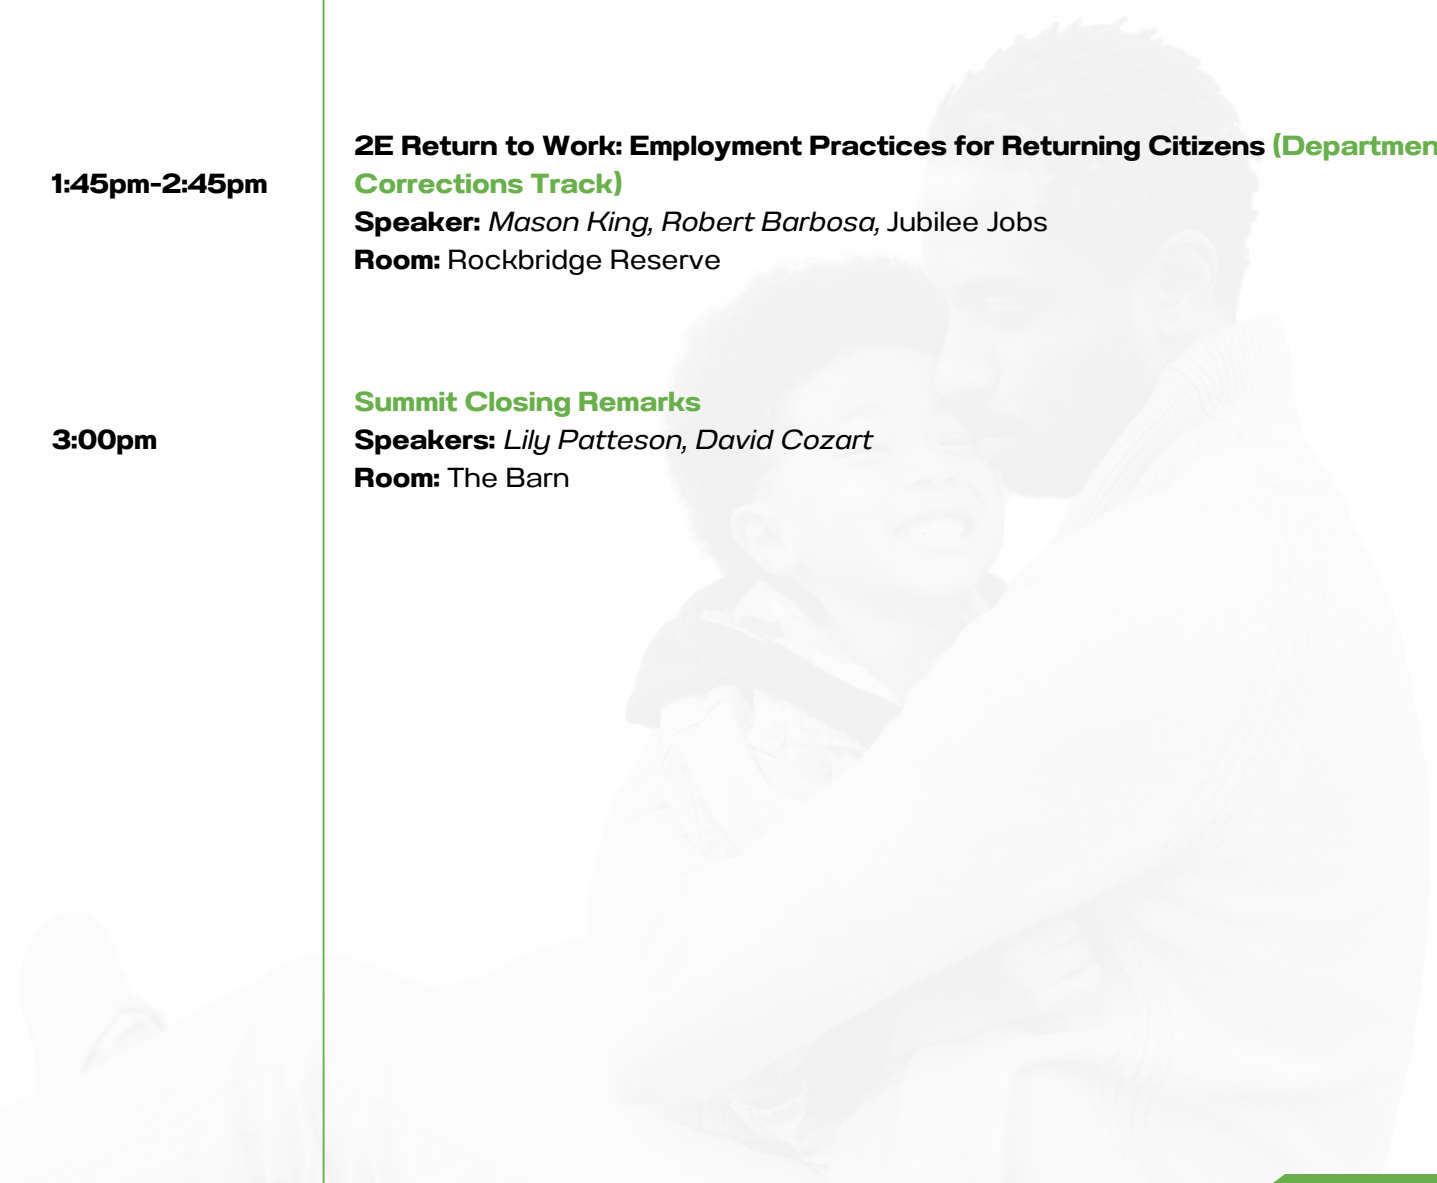 2E Return to Work: Employment Practices for Returning Citizens (Departmen
1:45pm-2:45pm Corrections Track)
Speaker: Mason King, Robert Barbosa, Jubilee Jobs
Room: Rockbridge Reserve
Summit Closing Remarks
3:00pm Speakers: Lily Patteson, David Cozart
Room: The Barn